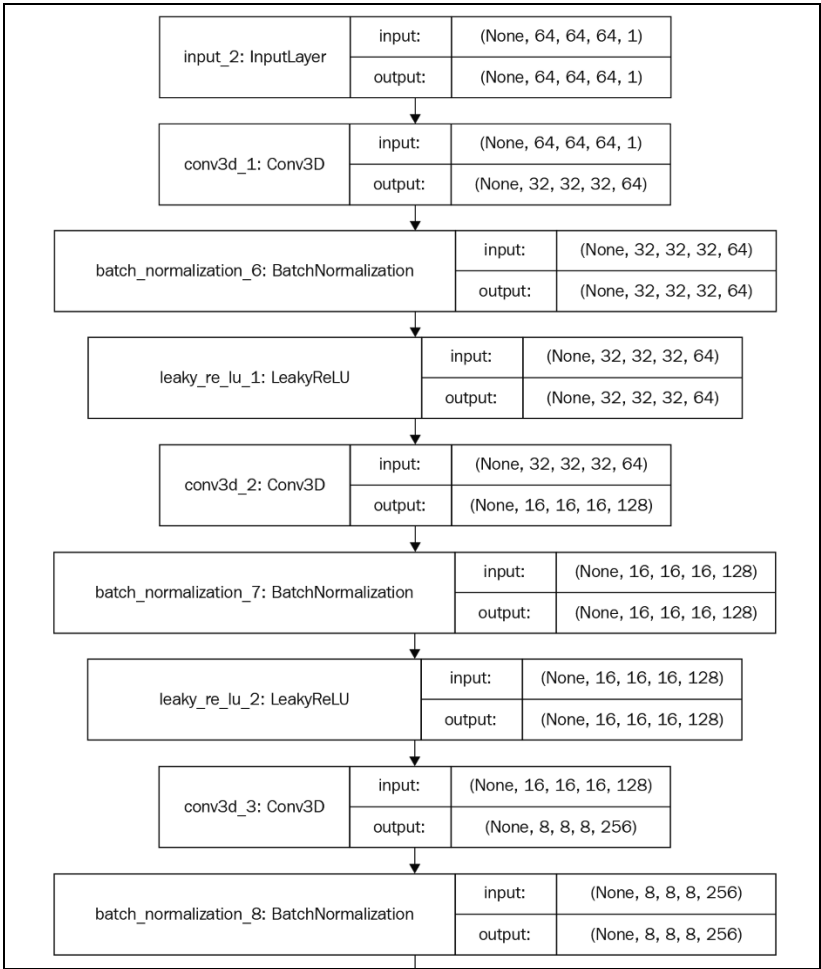 input_2: InputLayer
input:
(None, 64, 64, 64, 1)
output:
(None, 64, 64, 64, 1)
conv3d_1: Conv3D
input:
(None, 64, 64, 64, 1)
output:
(None, 32, 32, 32, 64)
batch_normalization_6: BatchNormalization
input:
(None, 32, 32, 32, 64)
output:
(None, 32, 32, 32, 64)
leaky_re_lu_1: LeakyReLU
input:
(None, 32, 32, 32, 64)
output:
(None, 32, 32, 32, 64)
conv3d_2: Conv3D
input:
(None, 32, 32, 32, 64)
output:
(None, 16, 16, 16, 128)
batch_normalization_7: BatchNormalization
input:
(None, 16, 16, 16, 128)
output:
(None, 16, 16, 16, 128)
leaky_re_lu_2: LeakyReLU
input:
(None, 16, 16, 16, 128)
output:
(None, 16, 16, 16, 128)
conv3d_3: Conv3D
input:
(None, 16, 16, 16, 128)
output:
(None, 8, 8, 8, 256)
batch_normalization_8: BatchNormalization
input:
(None, 8, 8, 8, 256)
output:
(None, 8, 8, 8, 256)